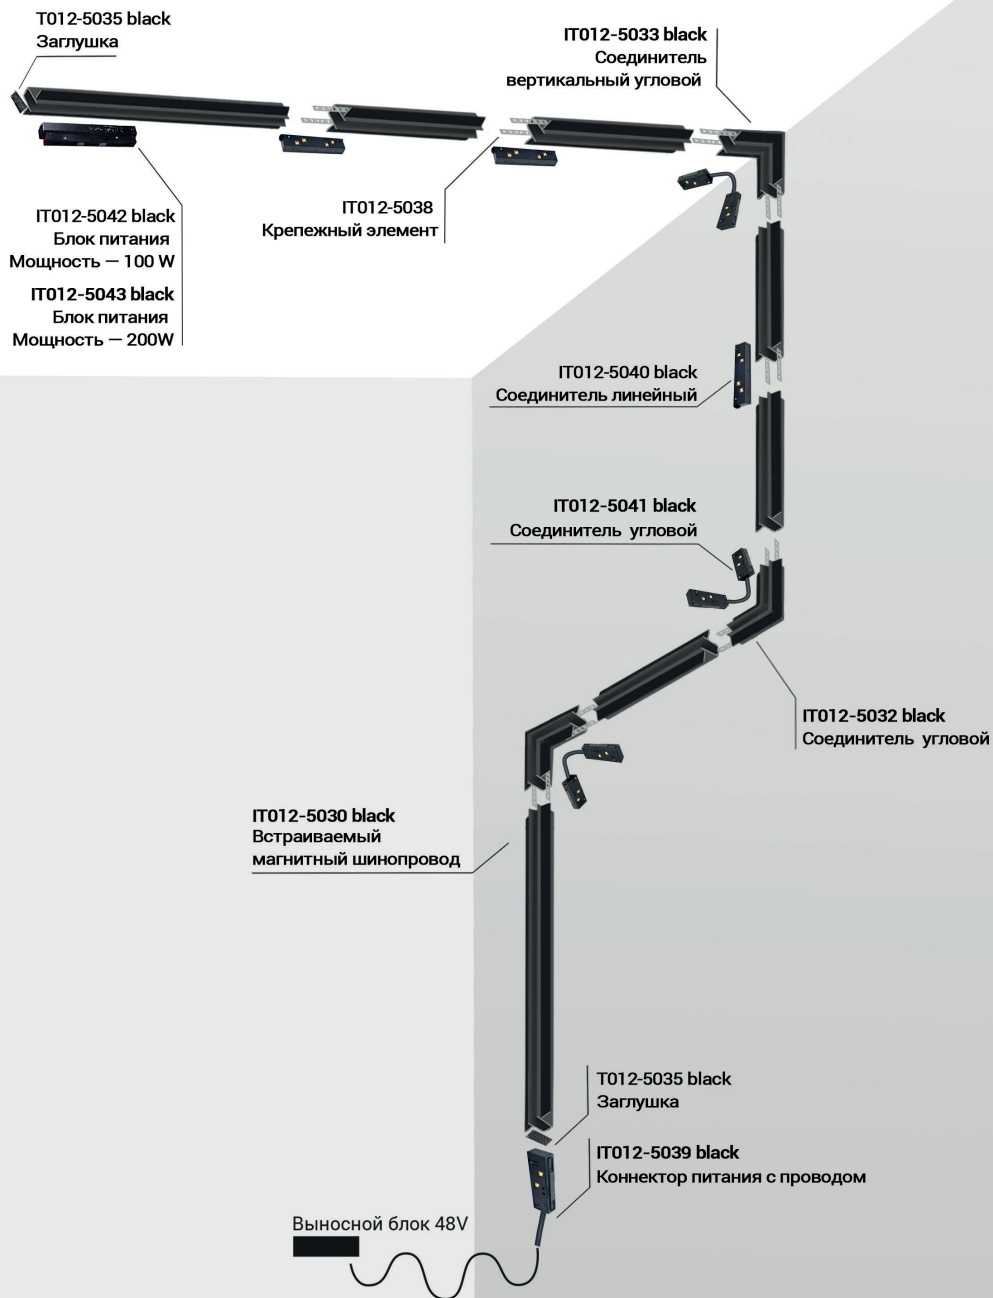 T012-5035 black
Заглушка
IT012-5033 black
Соединитель
вертикальный угловой
IT012-5042 black
Блок питания
Мощность — 100 W
IT012-5043 black
Блок питания
Мощность — 200W
IT012-5038
Крепежный элемент
IT012-5040 black
Соединитель линейный
IT012-5041 black
Соединитель угловой
IT012-5032 black
Соединитель угловой
IT012-5030 black
Встраиваемый
магнитный шинопровод
T012-5035 black
Заглушка
IT012-5039 black
Коннектор питания с проводом
Выносной блок 48V